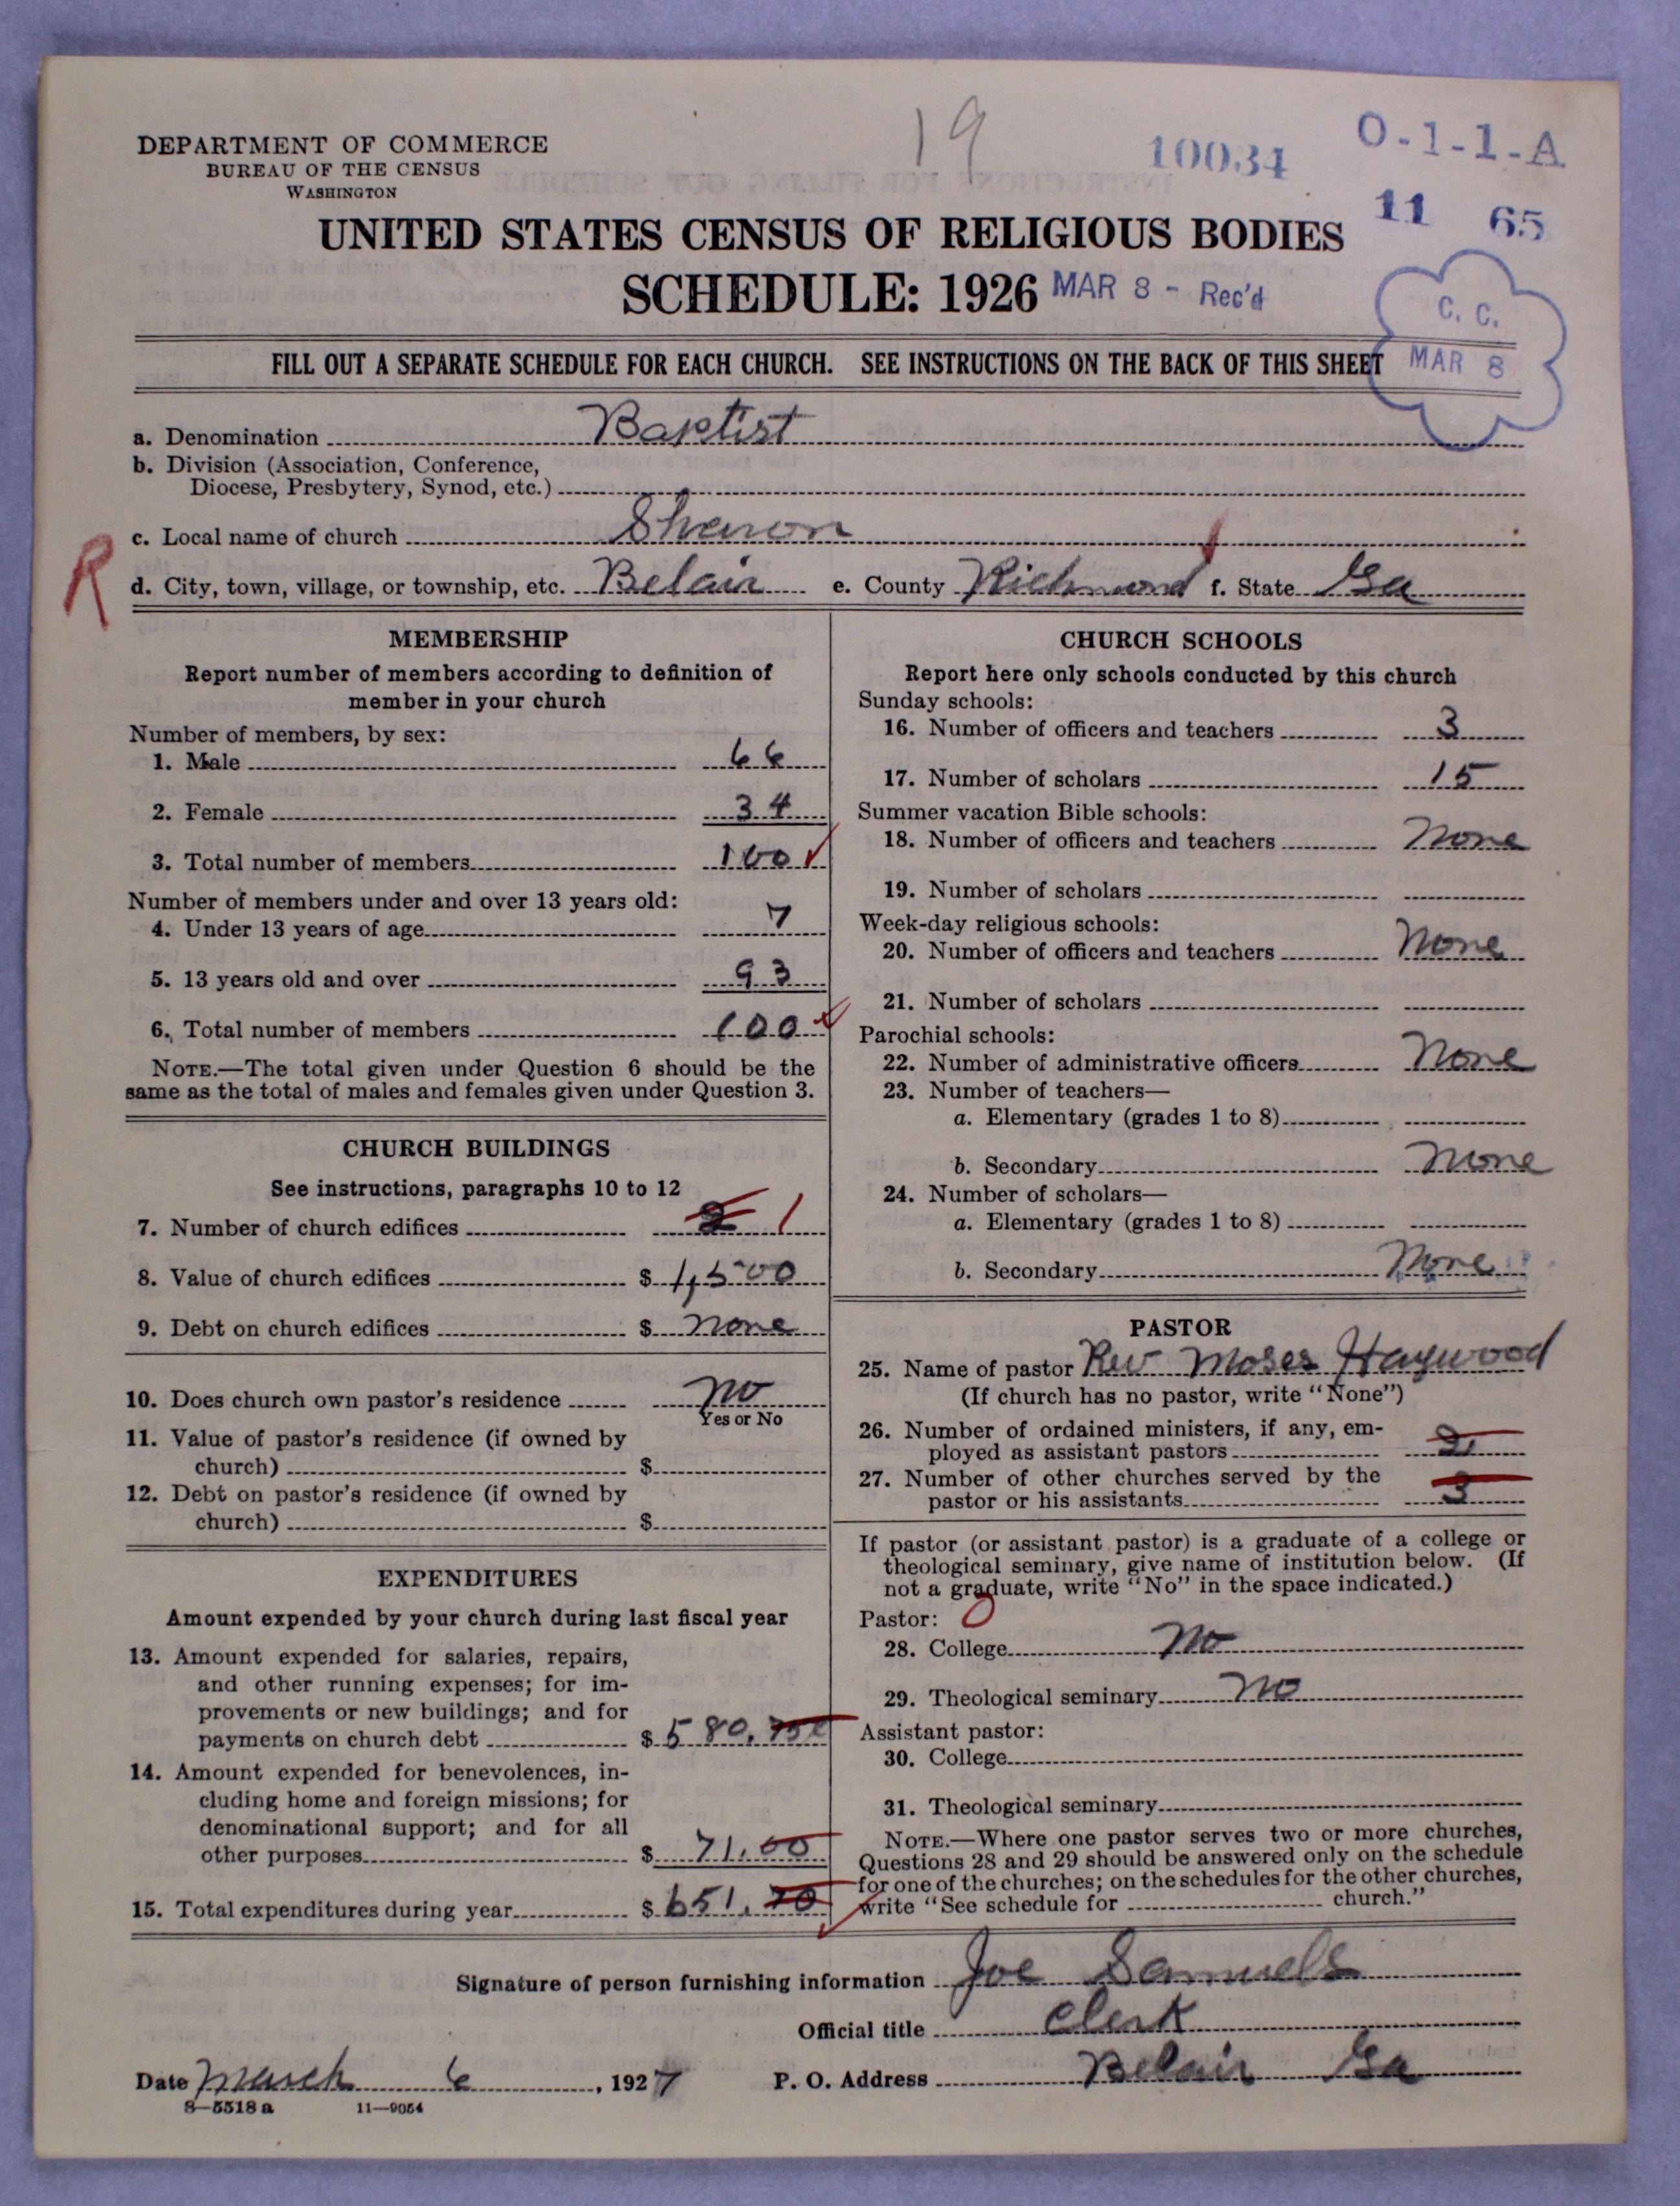 19
10034
O-1-1-A
DEPARTMENT OF COMMERCE
BUREAU OF THE CENSUS
WASHINGTON
11 65
UNITED STATES CENSUS OF RELIGIOUS BODIES
SCHEDULE: 1926 MAR 8 - Rec'd
C. C.
MAR 8
FILL OUT A SEPARATE SCHEDULE FOR EACH CHURCH. SEE INSTRUCTIONS ON THE BACK OF THIS SHEET
a. Denomination Baptist
b. Division (Association, Conference,
Diocese, Presbytery, Synod, etc.)
c. Local name of church Sharon
R
d. City, town, village, or township, etc. Belair e. County Richmond f. State Ga
MEMBERSHIP
Report number of members according to definition of
member in your church
Number of members, by sex:
1. Male 66
2. Female 34
3. Total number of members 100
Number of members under and over 13 years old:
4. Under 13 years of age 7
5. 13 years old and over 93
6. Total number of members 100
NOTE.—The total given under Question 6 should be the
same as the total of males and females given under Question 3.
CHURCH BUILDINGS
See instructions, paragraphs 10 to 12
7. Number of church edifices 2 1
8. Value of church edifices $ 1,500
9. Debt on church edifices $ none
10. Does church own pastor's residence no
Yes or No
11. Value of pastor's residence (if owned by
church) $
12. Debt on pastor's residence (if owned by
church) $
EXPENDITURES
Amount expended by your church during last fiscal year
13. Amount expended for salaries, repairs,
and other running expenses; for im-
provements or new buildings; and for
payments on church debt $ 580.
14. Amount expended for benevolences, in-
cluding home and foreign missions; for
denominational support; and for all
other purposes $ 71.00
15. Total expenditures during year $ 651.70
CHURCH SCHOOLS
Report here only schools conducted by this church
Sunday schools:
16. Number of officers and teachers 3
17. Number of scholars 15
Summer vacation Bible schools:
18. Number of officers and teachers None
19. Number of scholars
Week-day religious schools:
20. Number of officers and teachers None
21. Number of scholars
Parochial schools:
22. Number of administrative officers None
23. Number of teachers—
a. Elementary (grades 1 to 8)
b. Secondary None
24. Number of scholars—
a. Elementary (grades 1 to 8)
b. Secondary None
PASTOR
25. Name of pastor Rev Moses Haywood
(If church has no pastor, write "None")
26. Number of ordained ministers, if any, em-
ployed as assistant pastors 2
27. Number of other churches served by the
pastor or his assistants 3
If pastor (or assistant pastor) is a graduate of a college or
theological seminary, give name of institution below. (If
not a graduate, write "No" in the space indicated.)
Pastor: 0
28. College No
29. Theological seminary No
Assistant pastor:
30. College
31. Theological seminary
NOTE.—Where one pastor serves two or more churches,
Questions 28 and 29 should be answered only on the schedule
for one of the churches; on the schedules for the other churches,
write "See schedule for church."
Signature of person furnishing information Joe Samuels
Official title Clerk
Date March 6, 1927 P. O. Address Belair Ga
8—5518 a 11—9054